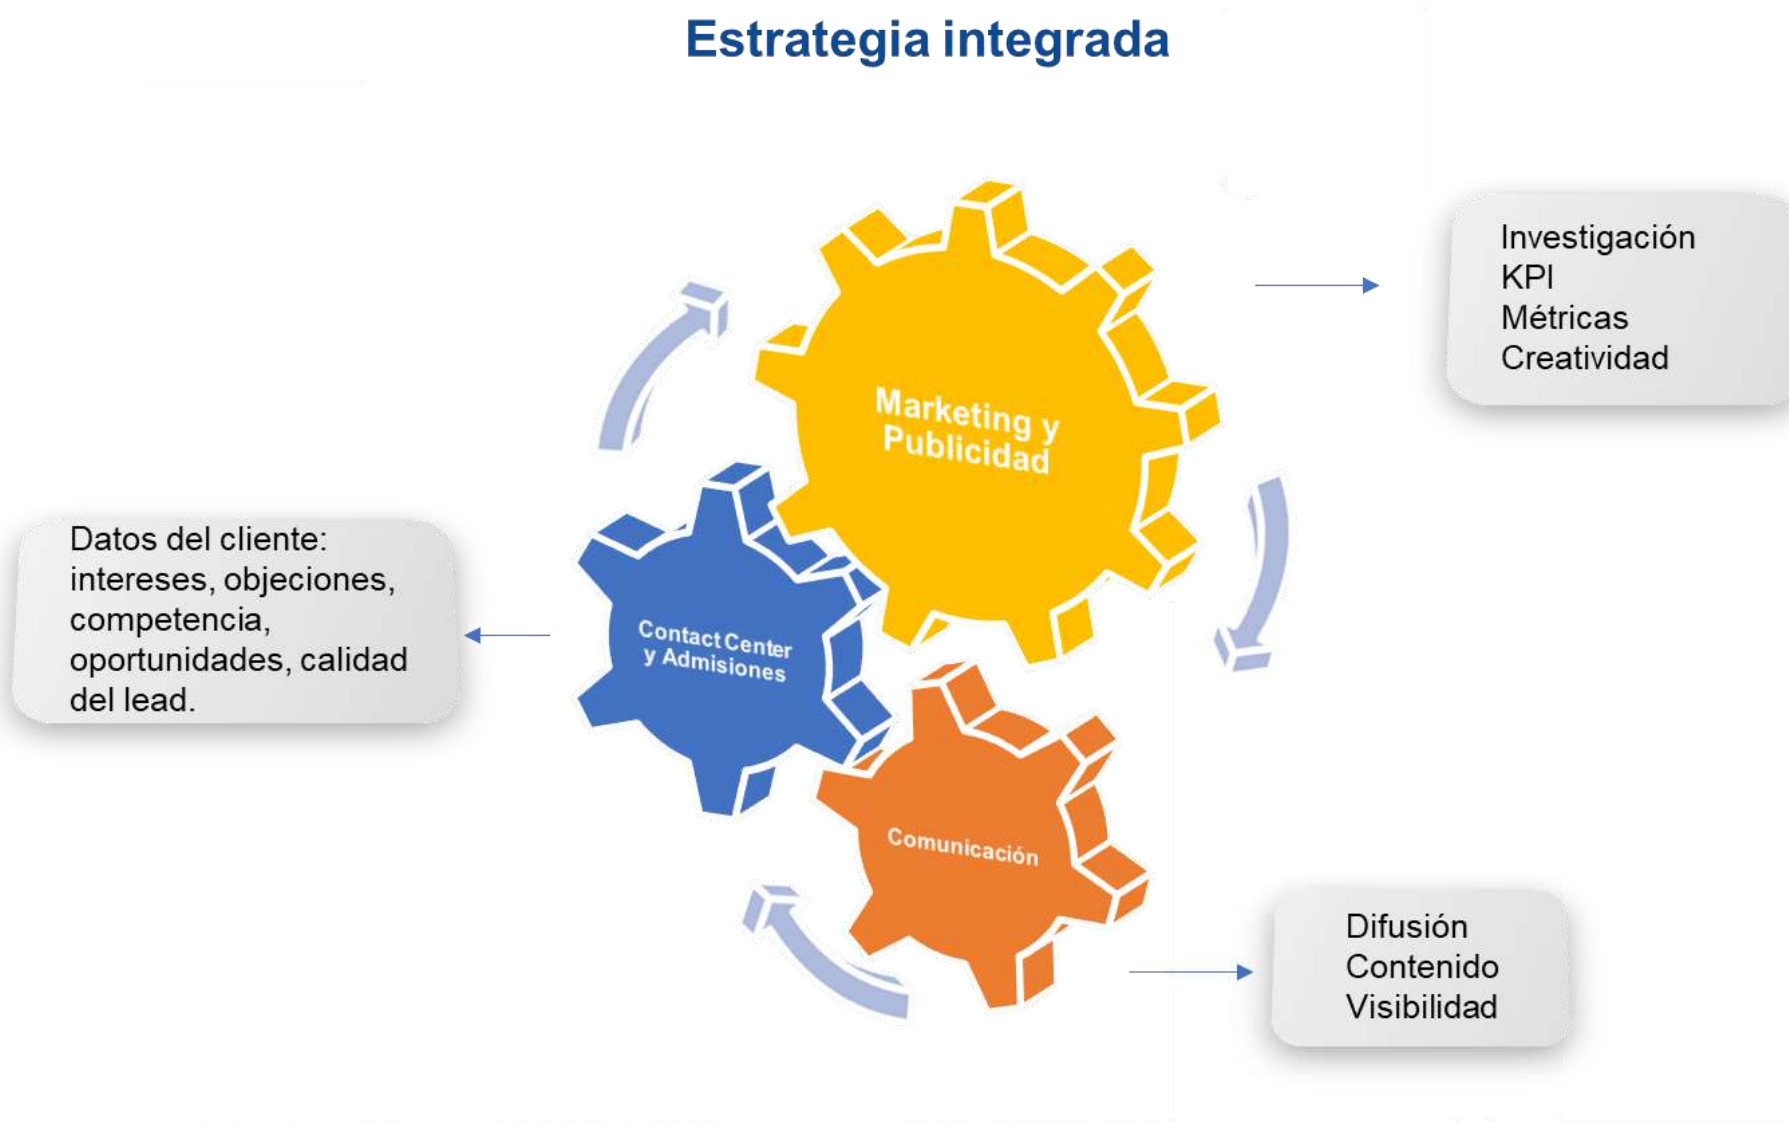 Estrategia integrada
Investigación
KPI
Métricas
Creatividad
Marketing y
Publicidad
Datos del cliente:
intereses, objeciones,
competencia,
oportunidades, calidad
del lead.
Contact Center
y Admisiones
Comunicación
Difusión
Contenido
Visibilidad